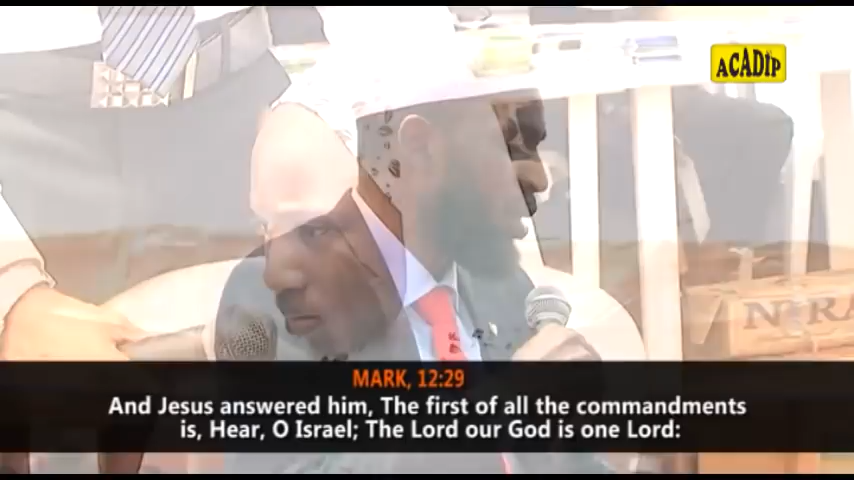 ACADIP
MARK, 12:29
And Jesus answered him, The first of all the commandments
is, Hear, O Israel; The Lord our God is one Lord: